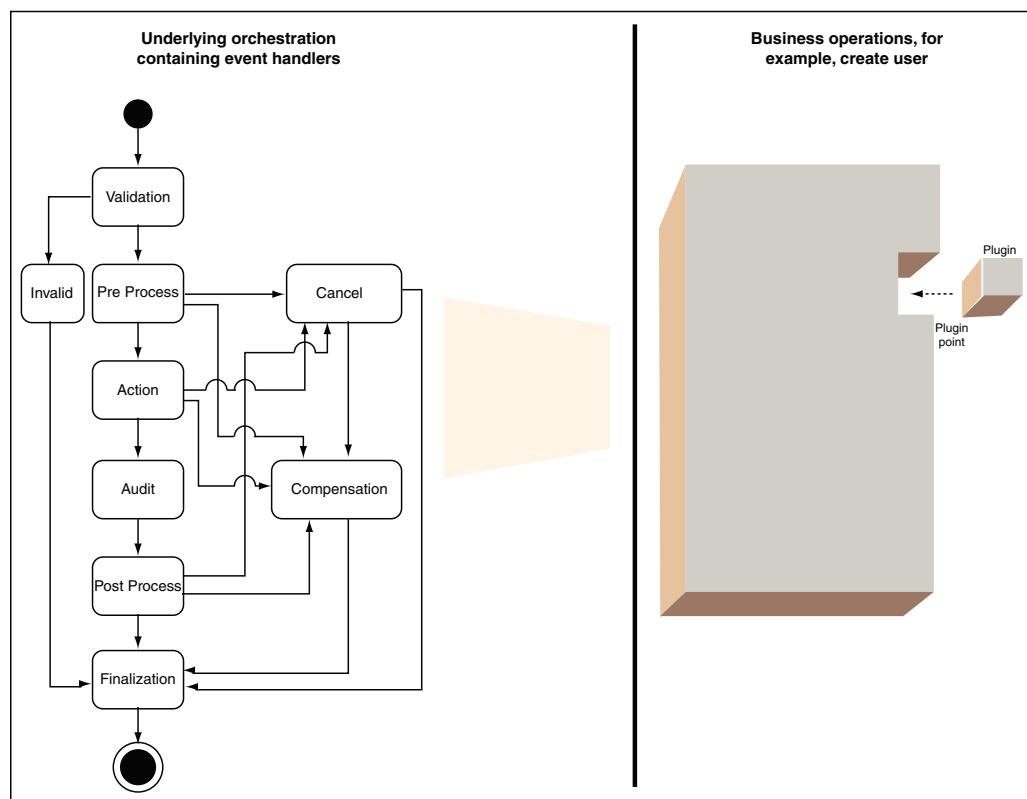 Underlying orchestration
containing event handlers
Business operations, for
example, create user
Validation
Invalid
Pre Process
Cancel
Action
Audit
Compensation
Post Process
Finalization
Plugin
Plugin
point